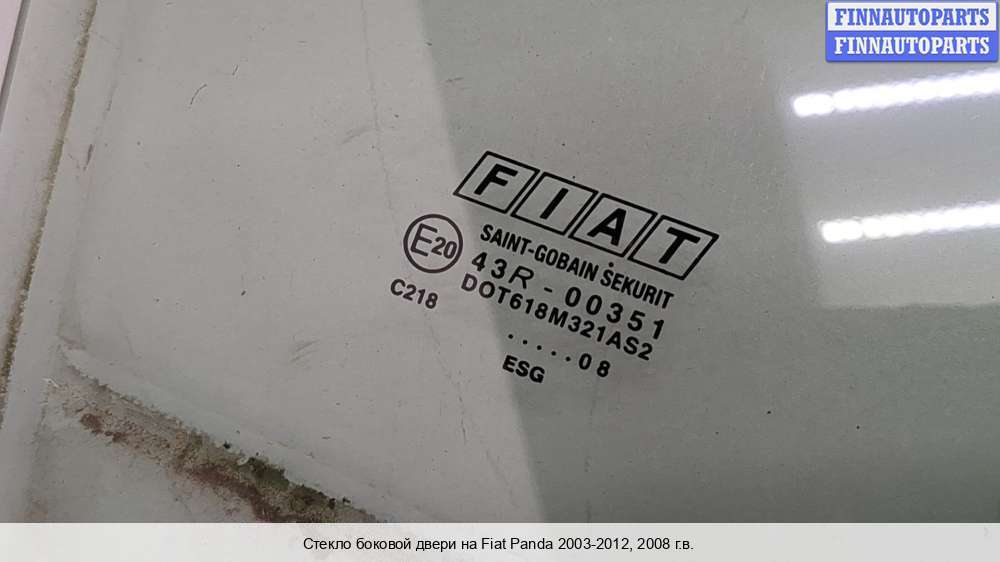 FINNAUTOPARTS
FINNAUTOPARTS
FIAT
SAINT-GOBAIN SEKURIT
E20
43R-00351
C218
DOT618M321AS2
.....08
ESG
Стекло боковой двери на Fiat Panda 2003-2012, 2008 г.в.